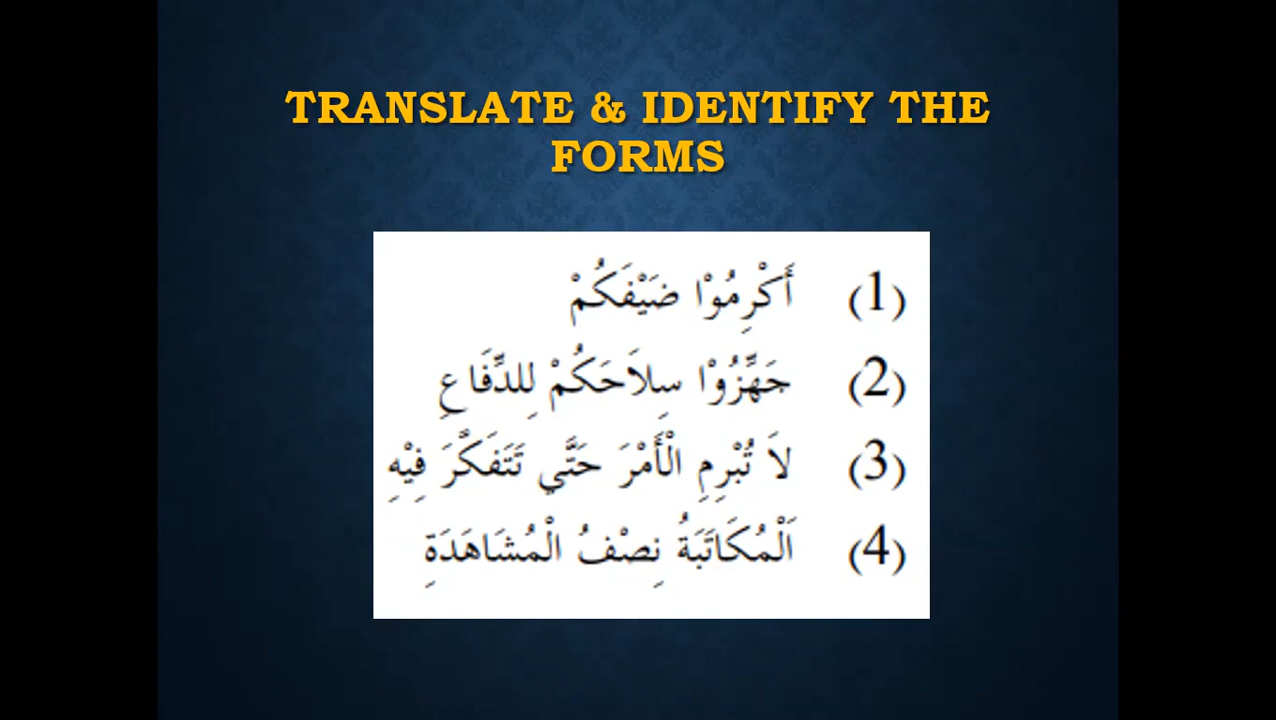 TRANSLATE & IDENTIFY THE
FORMS
(1) أَكْرِمُوْا ضَيْفَكُمْ
(2) جَهِّزُوْا سِلاَحَكُمْ لِلدِّفَاعِ
(3) لاَ تُبْرِمِ الْأَمْرَ حَتَّي تَتَفَكَّرَ فِيْهِ
(4) اَلْمُكَاتَبَةُ نِصْفُ الْمُشَاهَدَةِ